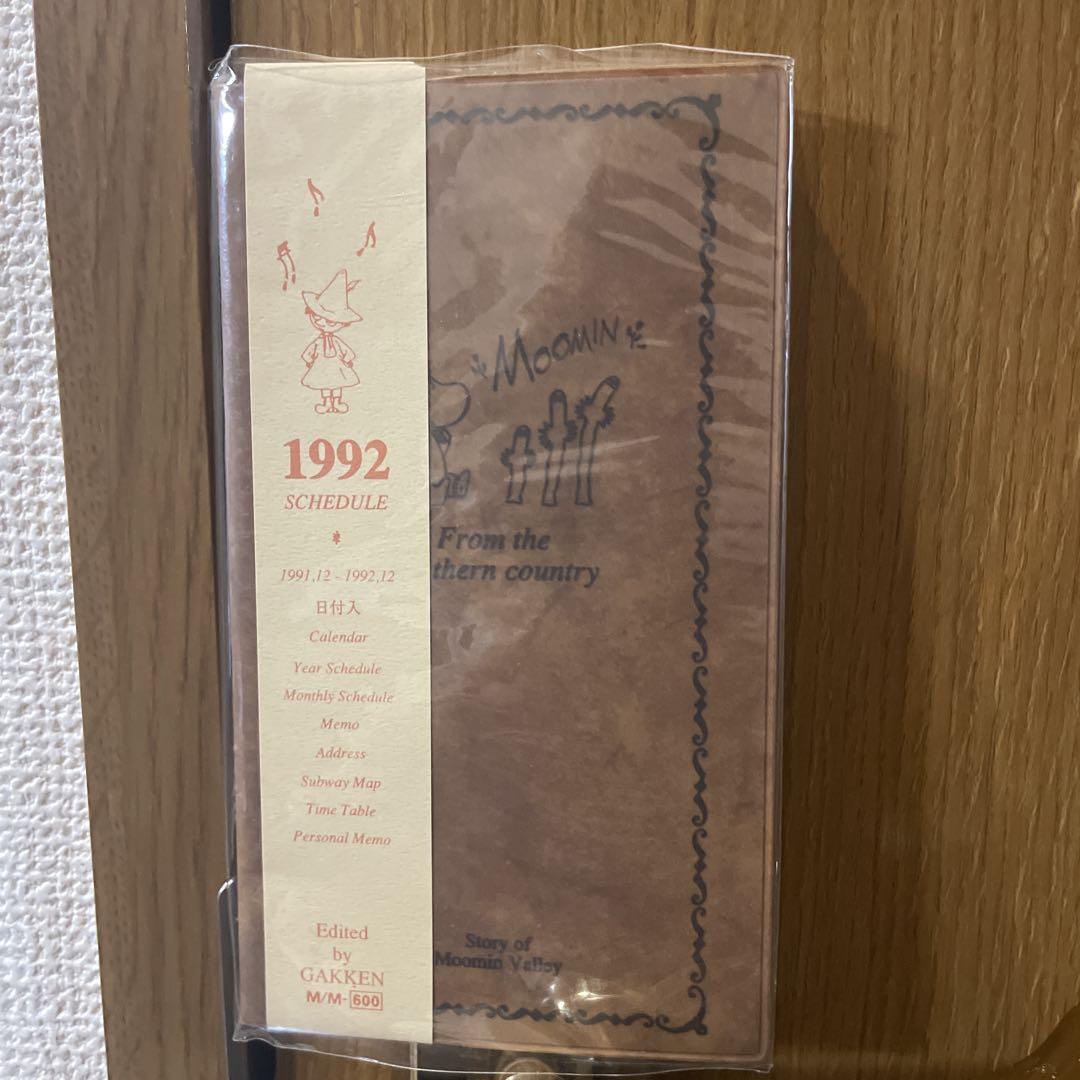 1992
SCHEDULE
1991,12 - 1992,12
日付入
Calendar
Year Schedule
Monthly Schedule
Memo
Address
Subway Map
Time Table
Personal Memo
Edited
by
GAKKEN
M/M-600
MOOMIN
From the
thern country
Story of
Moomin Valley